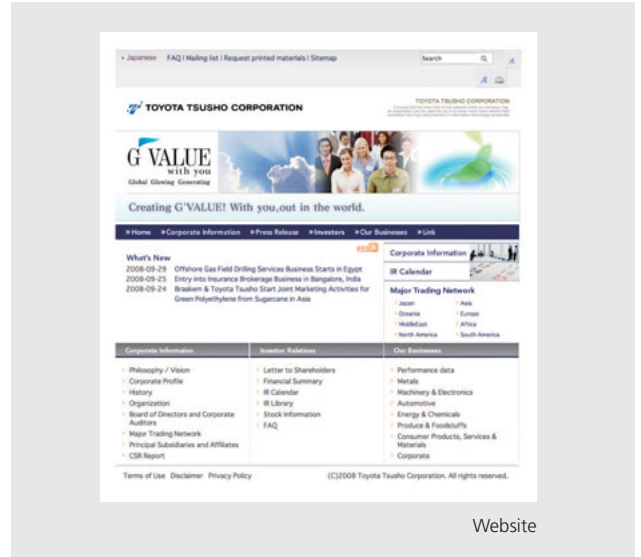 Japanese FAQ | Mailing list | Request printed materials | Sitemap
Search
TOYOTA TSUSHO CORPORATION
TOYOTA TSUSHO CORPORATION
G'VALUE
with you
Global Glowing Generating
Creating G'VALUE! With you,out in the world.
Home Corporate Information Press Release Investors Our Businesses Link
RSS
What's New
2008-09-29 Offshore Gas Field Drilling Services Business Starts in Egypt
2008-09-25 Entry into Insurance Brokerage Business in Bangalore, India
2008-09-24 Braskem & Toyota Tsusho Start Joint Marketing Activities for
Green Polyethylene from Sugarcane in Asia
Corporate Information
IR Calendar
Major Trading Network
Japan Asia
Oceania Europe
MiddleEast Africa
North America South America
Corporate Informaion
Philosophy / Vision
Corporate Profile
History
Organization
Board of Directors and Corporate
Auditors
Major Trading Network
Principal Subsidiaries and Affiliates
CSR Report
Investor Relations
Letter to Shareholders
Financial Summary
IR Calendar
IR Library
Stock Information
FAQ
Our Businesses
Performance data
Metals
Machinery & Electronics
Automotive
Energy & Chemicals
Produce & Foodstuffs
Consumer Products, Services &
Materials
Corporate
Terms of Use Disclaimer Privacy Policy
(C)2008 Toyota Tsusho Corporation. All rights reserved.
Website